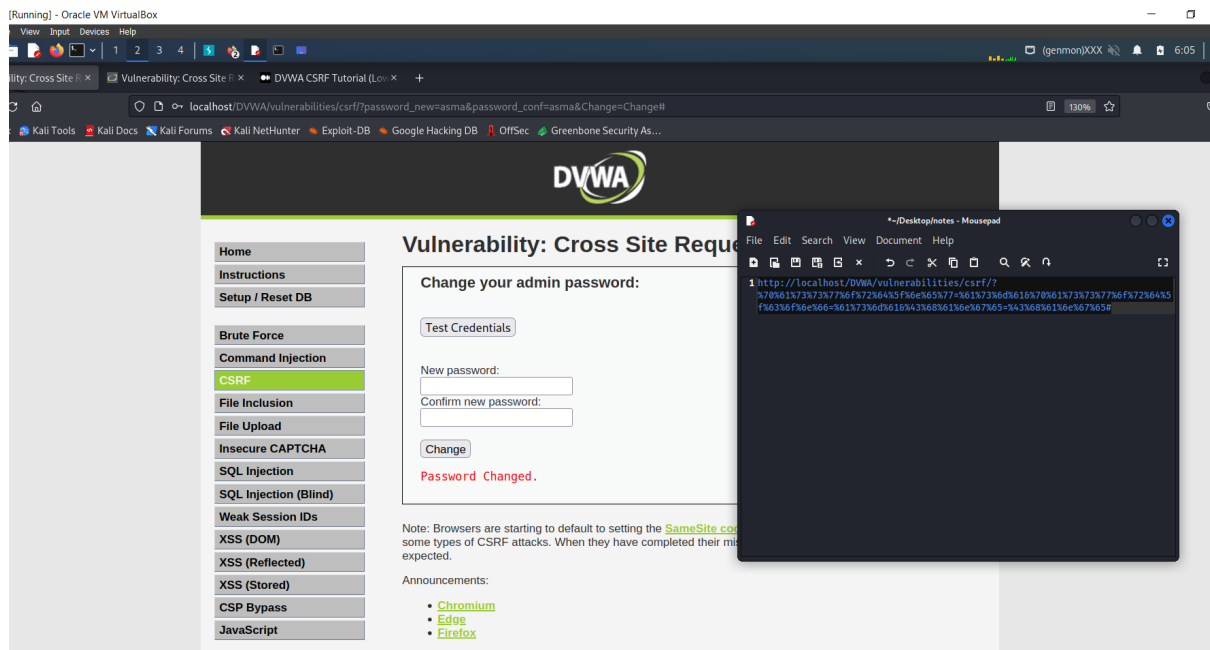 [Running] - Oracle VM VirtualBox
View Input Devices Help
1 2 3 4
(genmon)XXX 6:05
ility: Cross Site R × Vulnerability: Cross Site R × DVWA CSRF Tutorial (Low ×
localhost/DVWA/vulnerabilities/csrf/?password_new=asma&password_conf=asma&Change=Change#
130%
Kali Tools Kali Docs Kali Forums Kali NetHunter Exploit-DB Google Hacking DB OffSec Greenbone Security As...
DVWA
Home
Instructions
Setup / Reset DB
Brute Force
Command Injection
CSRF
File Inclusion
File Upload
Insecure CAPTCHA
SQL Injection
SQL Injection (Blind)
Weak Session IDs
XSS (DOM)
XSS (Reflected)
XSS (Stored)
CSP Bypass
JavaScript
Vulnerability: Cross Site Reque
Change your admin password:
Test Credentials
New password:
Confirm new password:
Change
Password Changed.
Note: Browsers are starting to default to setting the SameSite coo
some types of CSRF attacks. When they have completed their mis
expected.
Announcements:
• Chromium
• Edge
• Firefox
*~/Desktop/notes - Mousepad
File Edit Search View Document Help
1 http://localhost/DVWA/vulnerabilities/csrf/?
%70%61%73%73%77%6f%72%64%5f%6e%65%77=%61%73%6d%61&%70%61%73%73%77%6f%72%64%5
f%63%6f%6e%66=%61%73%6d%61&%43%68%61%6e%67%65=%43%68%61%6e%67%65#